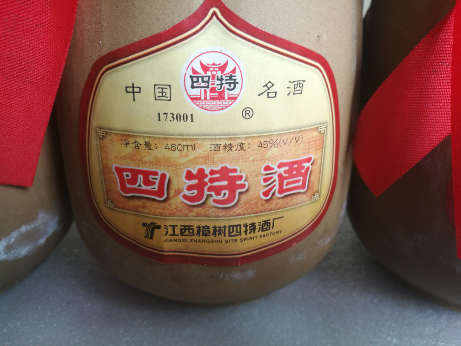 四特
中国 名酒
173001 ®
净含量：460ml 酒精度：45%(V/V)
四特酒
江西樟树四特酒厂
JIANGXI ZHANGSHU SITE SPIRIT FACTORY